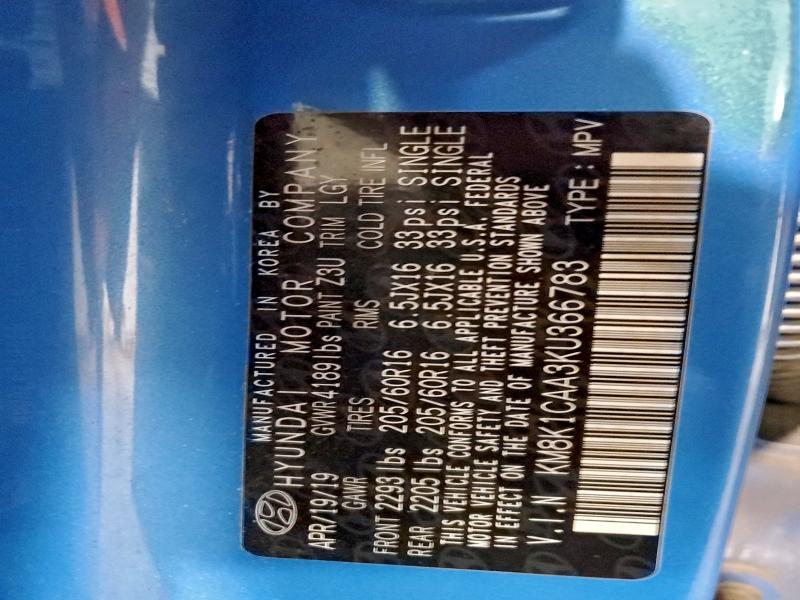 MANUFACTURED IN KOREA BY
HYUNDAI MOTOR COMPANY
APR/19/19 GVWR4189lbs PAINT Z3U TRIM LGY
GAWR TIRES RIMS COLD TIRE INFL
FRONT 2293 lbs 205/60R16 6.5JX16 33psi SINGLE
REAR 2205 lbs 205/60R16 6.5JX16 33psi SINGLE
THIS VEHICLE CONFORMS TO ALL APPLICABLE U.S.A. FEDERAL
MOTOR VEHICLE SAFETY AND THEFT PREVENTION STANDARDS
IN EFFECT ON THE DATE OF MANUFACTURE SHOWN ABOVE
V.I.N KM8K1CAA3KU366783 TYPE : MPV